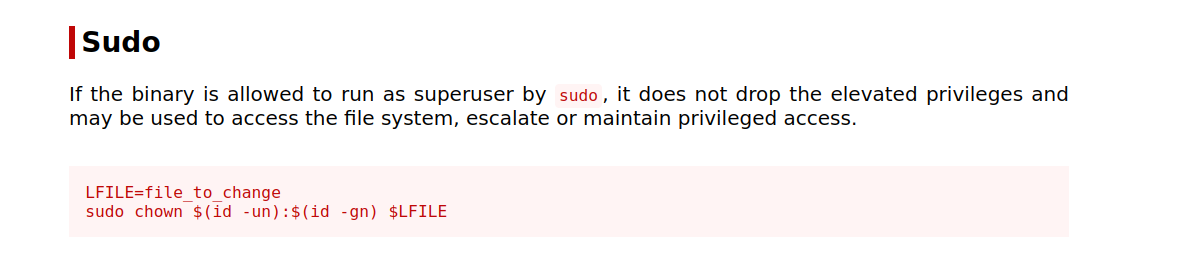 Sudo
If the binary is allowed to run as superuser by sudo, it does not drop the elevated privileges and
may be used to access the file system, escalate or maintain privileged access.
LFILE=file_to_change
sudo chown $(id -un):$(id -gn) $LFILE